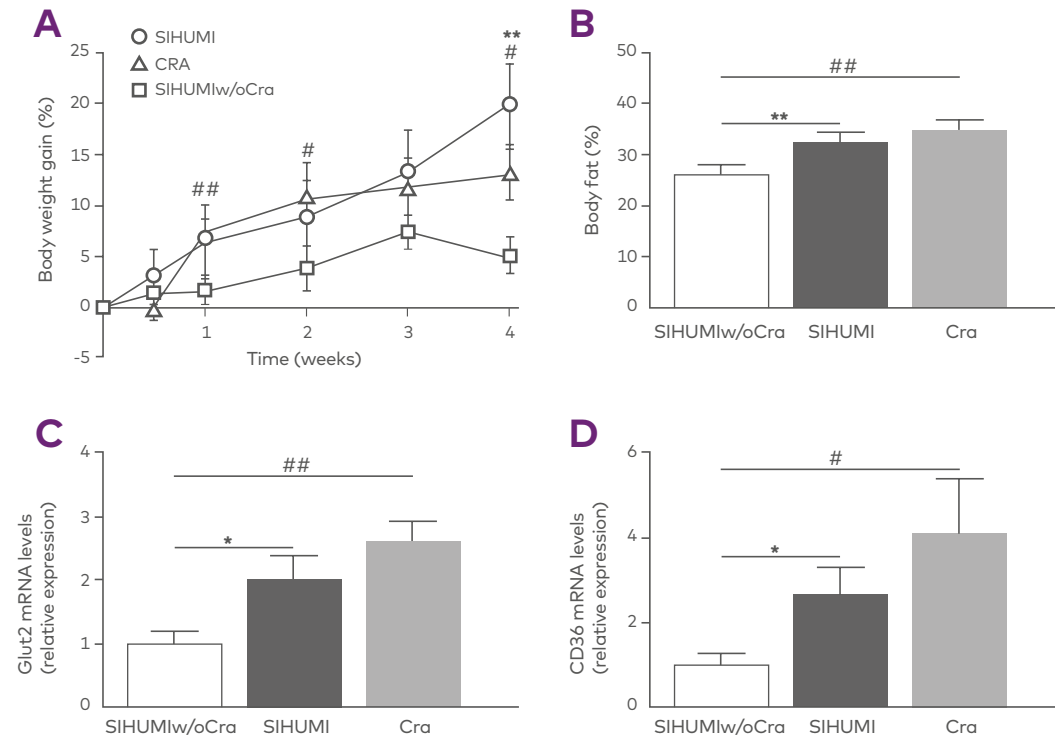 A
SIHUMI
CRA
SIHUMIw/oCra
Body weight gain (%)
25
20
15
10
5
0
-5
##
#
**
#
1
2
3
4
Time (weeks)
B
Body fat (%)
50
40
30
20
10
0
##
**
SIHUMIw/oCra
SIHUMI
Cra
C
Glut2 mRNA levels
(relative expression)
4
3
2
1
0
##
*
SIHUMIw/oCra
SIHUMI
Cra
D
CD36 mRNA levels
(relative expression)
6
4
2
0
#
*
SIHUMIw/oCra
SIHUMI
Cra